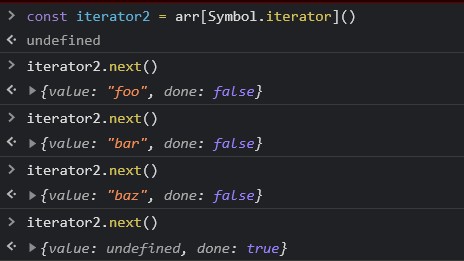 > const iterator2 = arr[Symbol.iterator]()
<· undefined
> iterator2.next()
<· ▶{value: "foo", done: false}
> iterator2.next()
<· ▶{value: "bar", done: false}
> iterator2.next()
<· ▶{value: "baz", done: false}
> iterator2.next()
<· ▶{value: undefined, done: true}